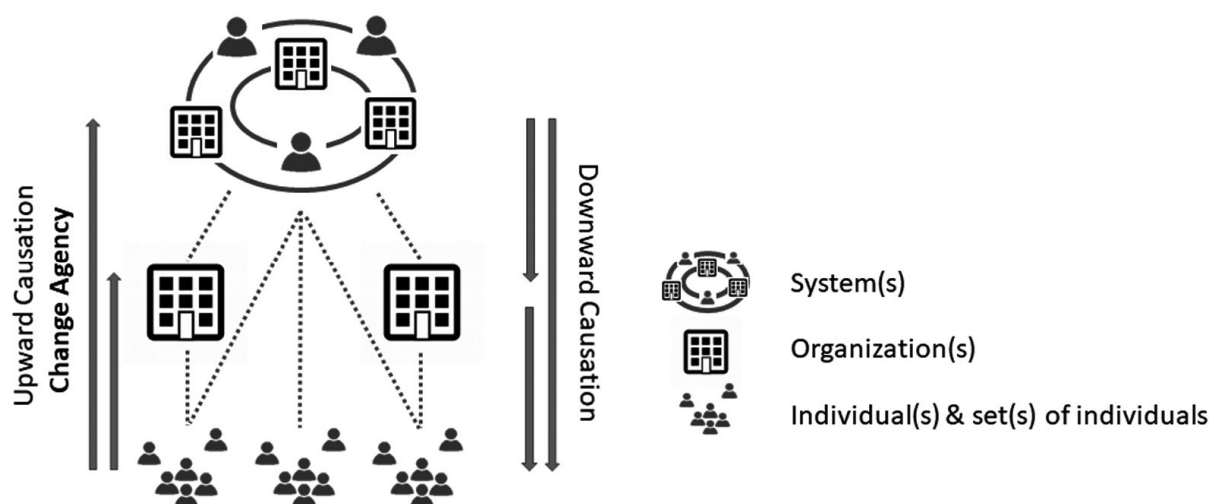 Upward Causation
Change Agency
Downward Causation
System(s)
Organization(s)
Individual(s) & set(s) of individuals